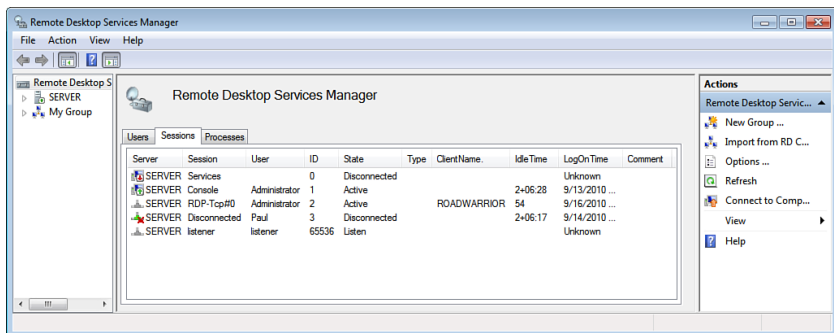 Remote Desktop Services Manager
File Action View Help
Remote Desktop S
SERVER
My Group
Remote Desktop Services Manager
Users Sessions Processes
Server Session User ID State Type ClientName. Idle Time LogOn Time Comment
SERVER Services 0 Disconnected Unknown
SERVER Console Administrator 1 Active 2+06:28 9/13/2010 ...
SERVER RDP-Tcp#0 Administrator 2 Active ROADWARRIOR 54 9/16/2010 ...
SERVER Disconnected Paul 3 Disconnected 2+06:17 9/14/2010 ...
SERVER listener listener 65536 Listen Unknown
Actions
Remote Desktop Servic...
New Group ...
Import from RD C...
Options ...
Refresh
Connect to Comp...
View
Help